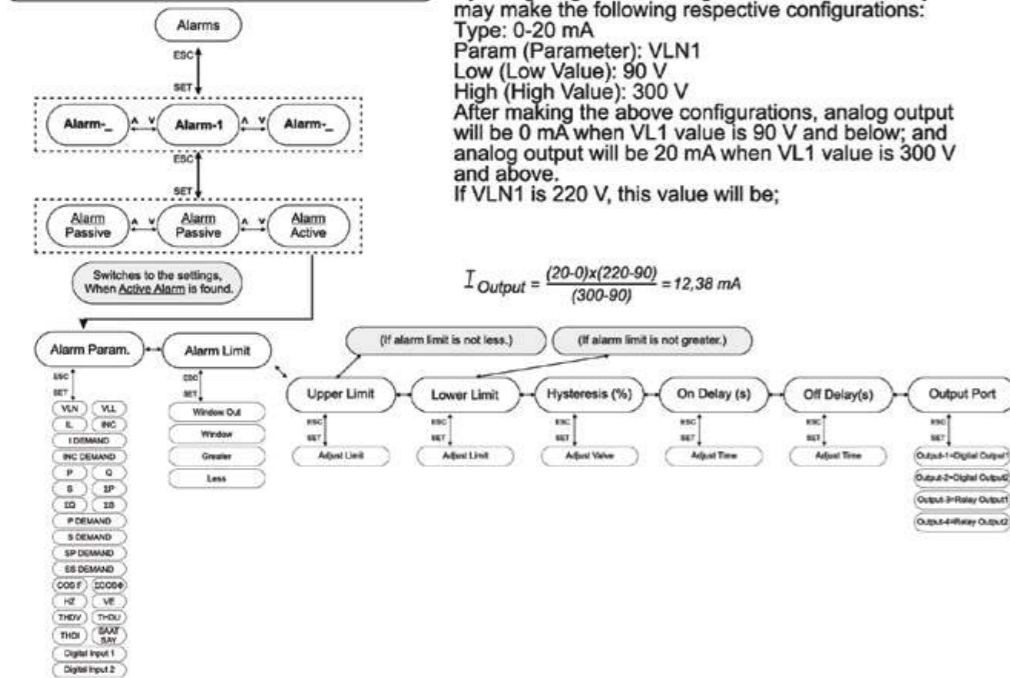 may make the following respective configurations:
Type: 0-20 mA
Param (Parameter): VLN1
Low (Low Value): 90 V
High (High Value): 300 V
After making the above configurations, analog output
will be 0 mA when VL1 value is 90 V and below; and
analog output will be 20 mA when VL1 value is 300 V
and above.
If VLN1 is 220 V, this value will be;
I Output = (20-0)x(220-90) / (300-90) = 12,38 mA
Alarms
ESC
SET
Alarm-_ ʌ v Alarm-1 ʌ v Alarm-_
ESC
SET
Alarm Passive ʌ v Alarm Passive ʌ v Alarm Active
Switches to the settings,
When Active Alarm is found.
(If alarm limit is not less.) (If alarm limit is not greater.)
Alarm Param. Alarm Limit
Upper Limit Lower Limit Hysteresis (%) On Delay (s) Off Delay(s) Output Port
ESC ESC
SET SET
VLN VLL
IL INC
I DEMAND
INC DEMAND
P Q
S ΣP
ΣQ ΣS
P DEMAND
S DEMAND
SP DEMAND
ES DEMAND
HZ VE
THDV THDU
THDI SAAT SAY
Digital Input 1
Digital Input 2
Window Out
Window
Greater
Less
ESC ESC ESC ESC ESC ESC
SET SET SET SET SET SET
Adjust Limit Adjust Limit Adjust Valve Adjust Time Adjust Time
Output-1=Digital Output1
Output-2=Digital Output2
Output-3=Relay Output1
Output-4=Relay Output2